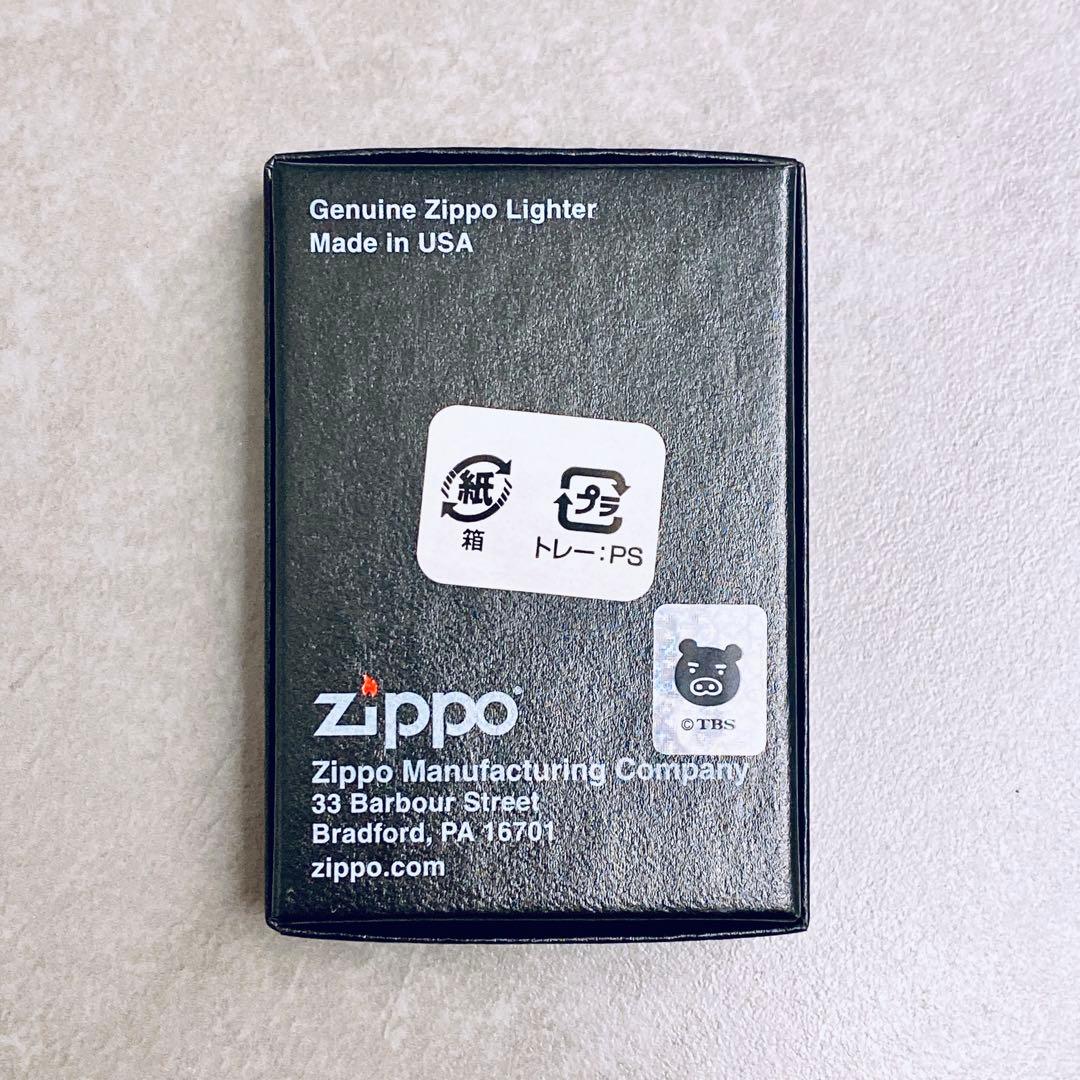 Genuine Zippo Lighter
Made in USA
紙
箱
プラ
トレー:PS
©TBS
zippo®
Zippo Manufacturing Company
33 Barbour Street
Bradford, PA 16701
zippo.com